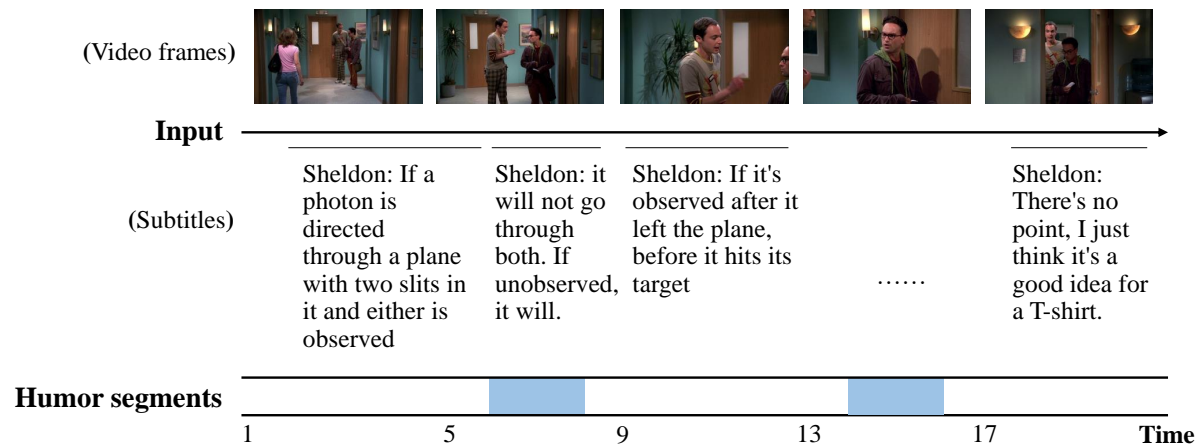 (Video frames)
Input
(Subtitles)
Sheldon: If a
photon is
directed
through a plane
with two slits in
it and either is
observed
Sheldon: it
will not go
through
both. If
unobserved,
it will.
Sheldon: If it's
observed after it
left the plane,
before it hits its
target
......
Sheldon:
There's no
point, I just
think it's a
good idea for
a T-shirt.
Humor segments
1 5 9 13 17 Time